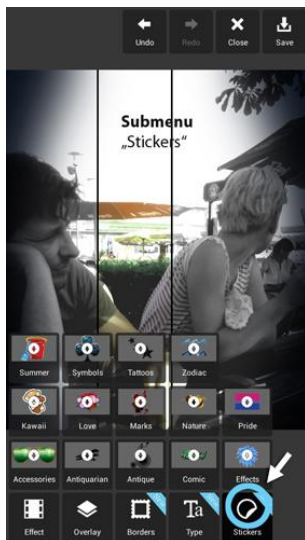 Undo Redo Close Save
Submenu
„Stickers“
Summer Symbols Tattoos Zodiac
Kawaii Love Marks Nature Pride
Accessories Antiquarian Antique Comic Effects
Ta
Effect Overlay Borders Type Stickers